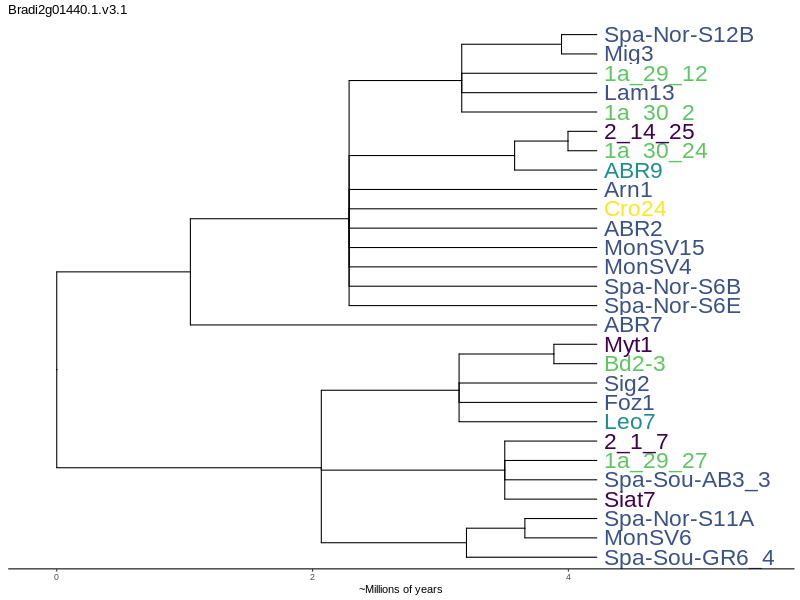 Bradi2g01440.1.v3.1
Spa-Nor-S12B
Mig3
1a_29_12
Lam13
1a_30_2
2_14_25
1a_30_24
ABR9
Arn1
Cro24
ABR2
MonSV15
MonSV4
Spa-Nor-S6B
Spa-Nor-S6E
ABR7
Myt1
Bd2-3
Sig2
Foz1
Leo7
2_1_7
1a_29_27
Spa-Sou-AB3_3
Siat7
Spa-Nor-S11A
MonSV6
Spa-Sou-GR6_4
0 2 4
~Millions of years